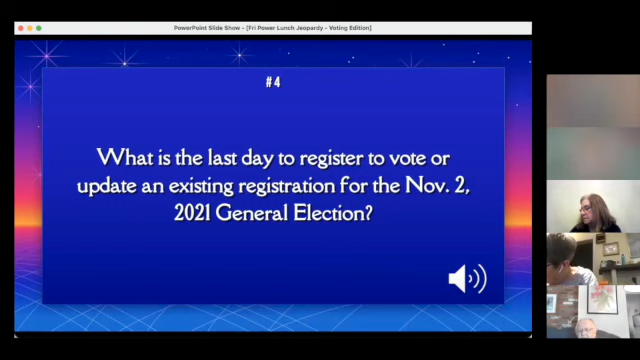 PowerPoint Slide Show - [Fri Power Lunch Jeopardy - Voting Edition]
#4
What is the last day to register to vote or
update an existing registration for the Nov. 2,
2021 General Election?